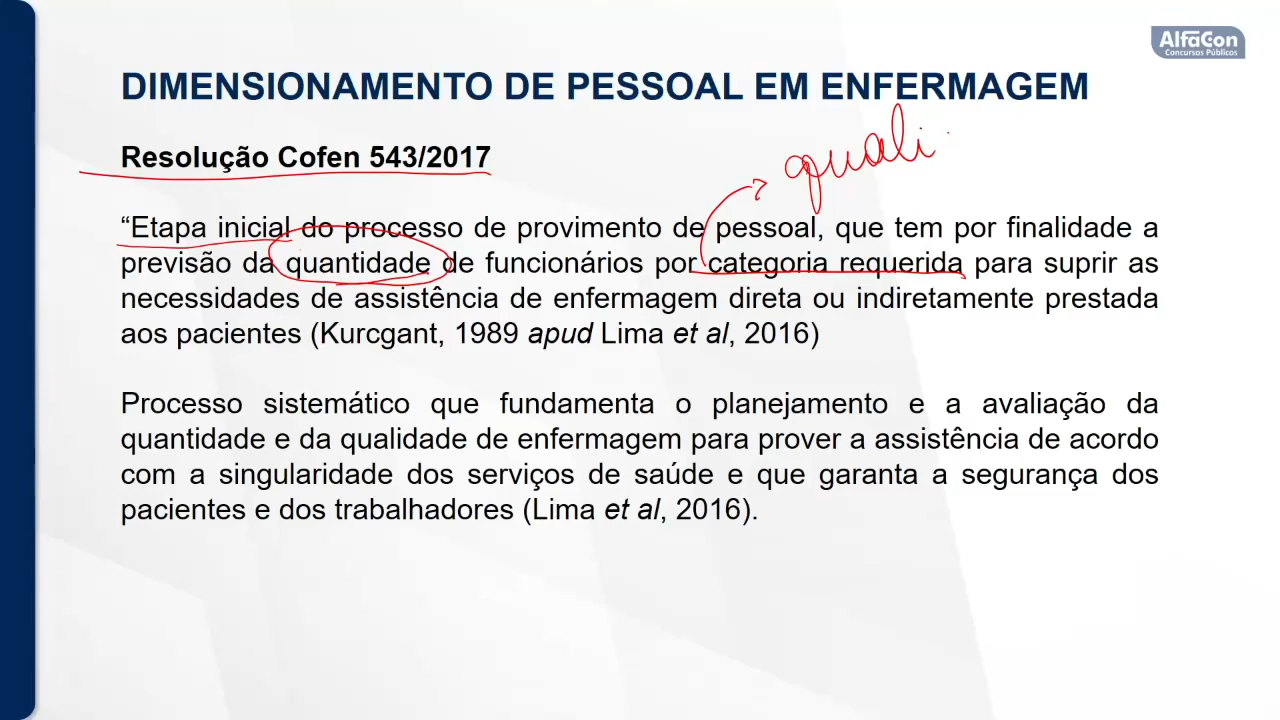 AlfaCon
Concursos Públicos
DIMENSIONAMENTO DE PESSOAL EM ENFERMAGEM
quali
Resolução Cofen 543/2017
“Etapa inicial do processo de provimento de pessoal, que tem por finalidade a
previsão da quantidade de funcionários por categoria requerida para suprir as
necessidades de assistência de enfermagem direta ou indiretamente prestada
aos pacientes (Kurcgant, 1989 apud Lima et al, 2016)
Processo sistemático que fundamenta o planejamento e a avaliação da
quantidade e da qualidade de enfermagem para prover a assistência de acordo
com a singularidade dos serviços de saúde e que garanta a segurança dos
pacientes e dos trabalhadores (Lima et al, 2016).